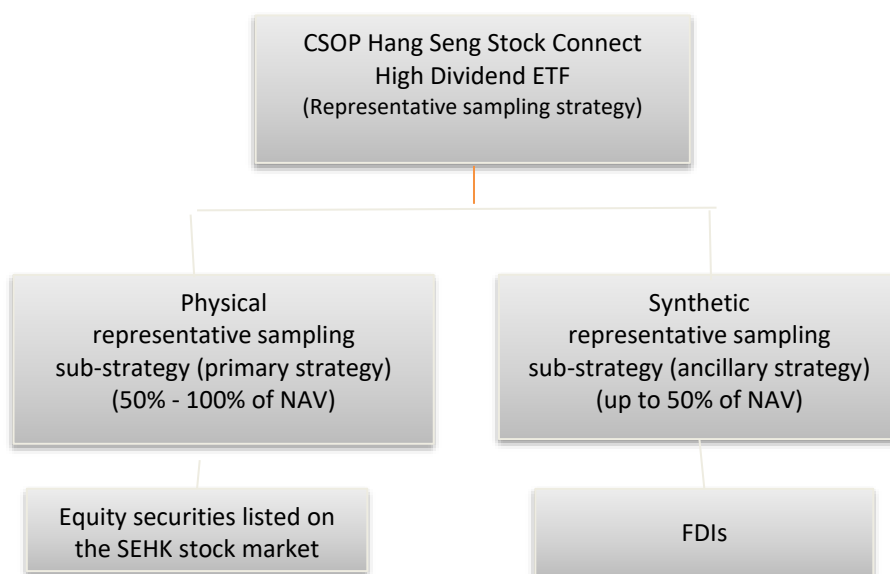 CSOP Hang Seng Stock Connect
High Dividend ETF
(Representative sampling strategy)
Physical
representative sampling
sub-strategy (primary strategy)
(50% - 100% of NAV)
Synthetic
representative sampling
sub-strategy (ancillary strategy)
(up to 50% of NAV)
Equity securities listed on
the SEHK stock market
FDIs